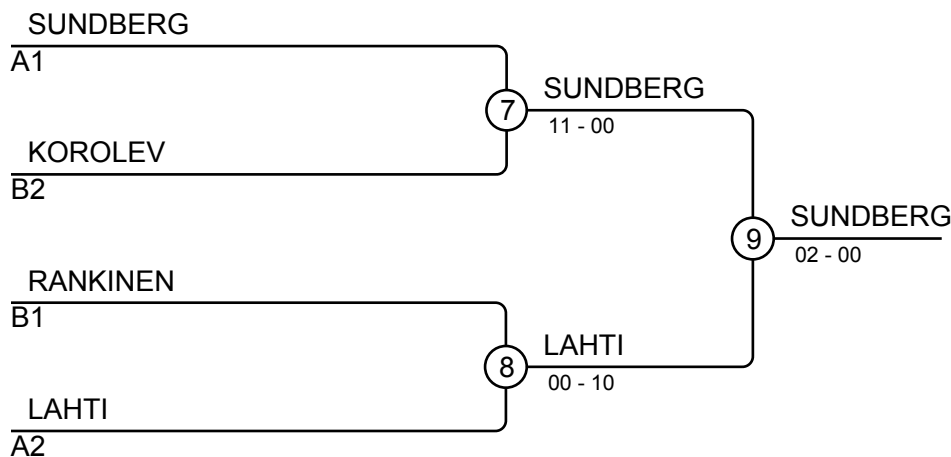 SUNDBERG
A1
7
SUNDBERG
11 - 00
KOROLEV
B2
9
SUNDBERG
02 - 00
RANKINEN
B1
8
LAHTI
00 - 10
LAHTI
A2